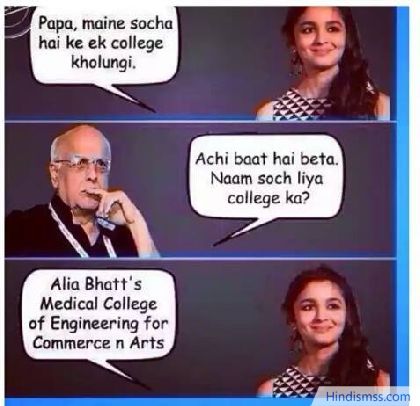 Papa, maine socha
hai ke ek college
kholungi.
Achi baat hai beta.
Naam soch liya
college ka?
Alia Bhatt's
Medical College
of Engineering for
Commerce n Arts
Hindismss.com